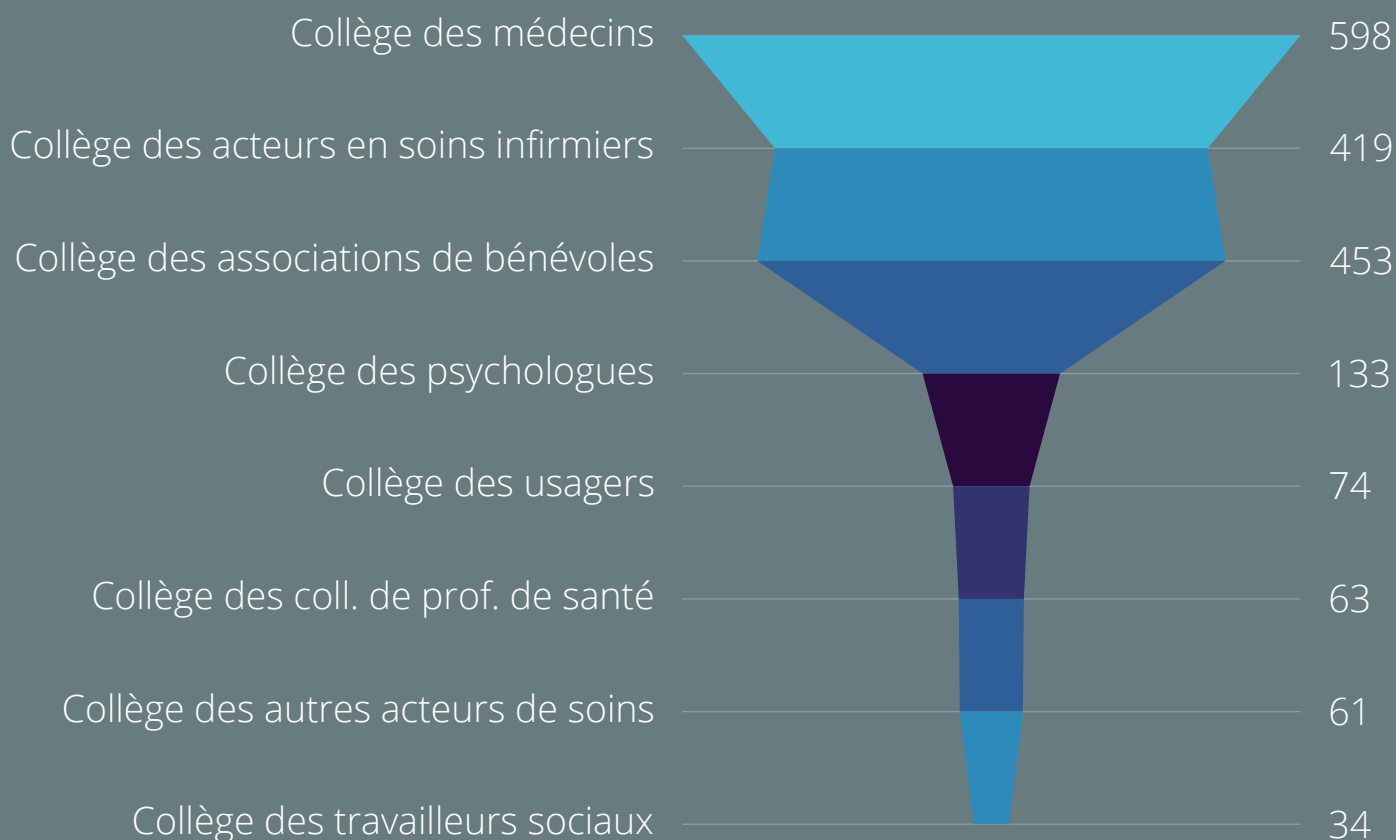 Collège des médecins 598
Collège des acteurs en soins infirmiers 419
Collège des associations de bénévoles 453
Collège des psychologues 133
Collège des usagers 74
Collège des coll. de prof. de santé 63
Collège des autres acteurs de soins 61
Collège des travailleurs sociaux 34